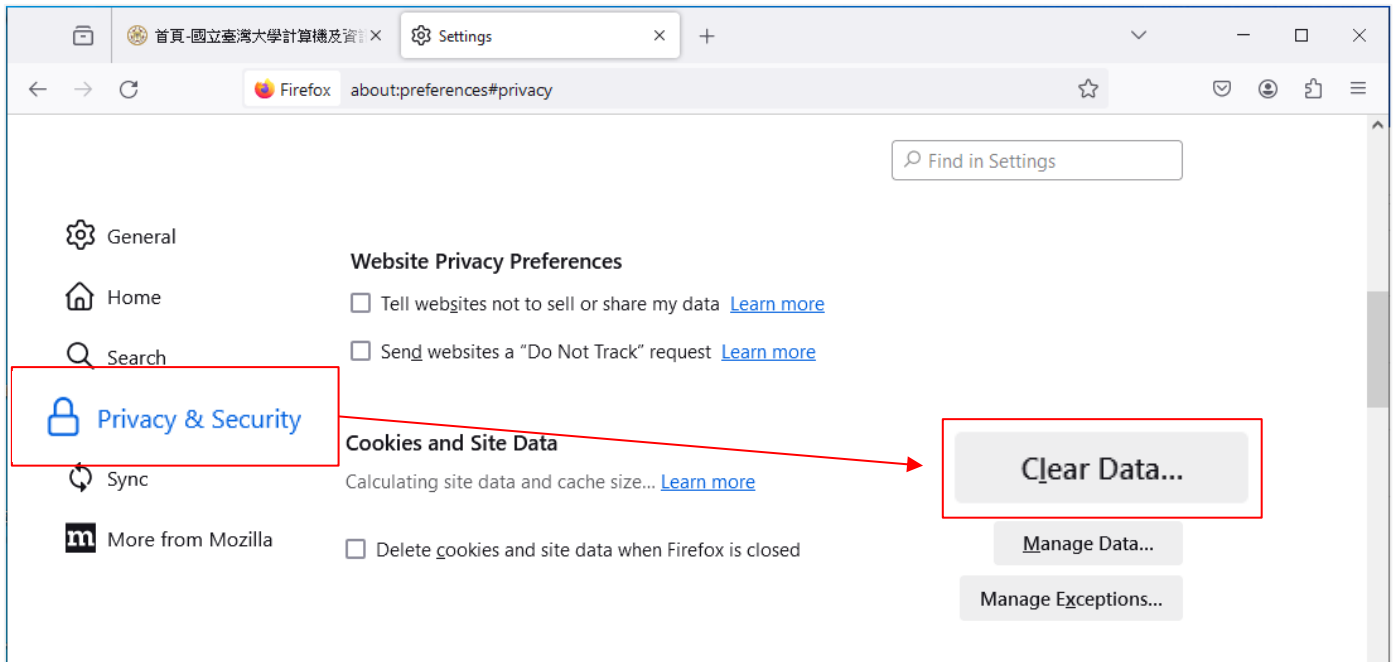 首頁-國立臺灣大學計算機及資
Settings
Firefox about:preferences#privacy
Find in Settings
General
Home
Search
Privacy & Security
Sync
More from Mozilla
Website Privacy Preferences
Tell websites not to sell or share my data Learn more
Send websites a “Do Not Track” request Learn more
Cookies and Site Data
Calculating site data and cache size... Learn more
Delete cookies and site data when Firefox is closed
Clear Data...
Manage Data...
Manage Exceptions...